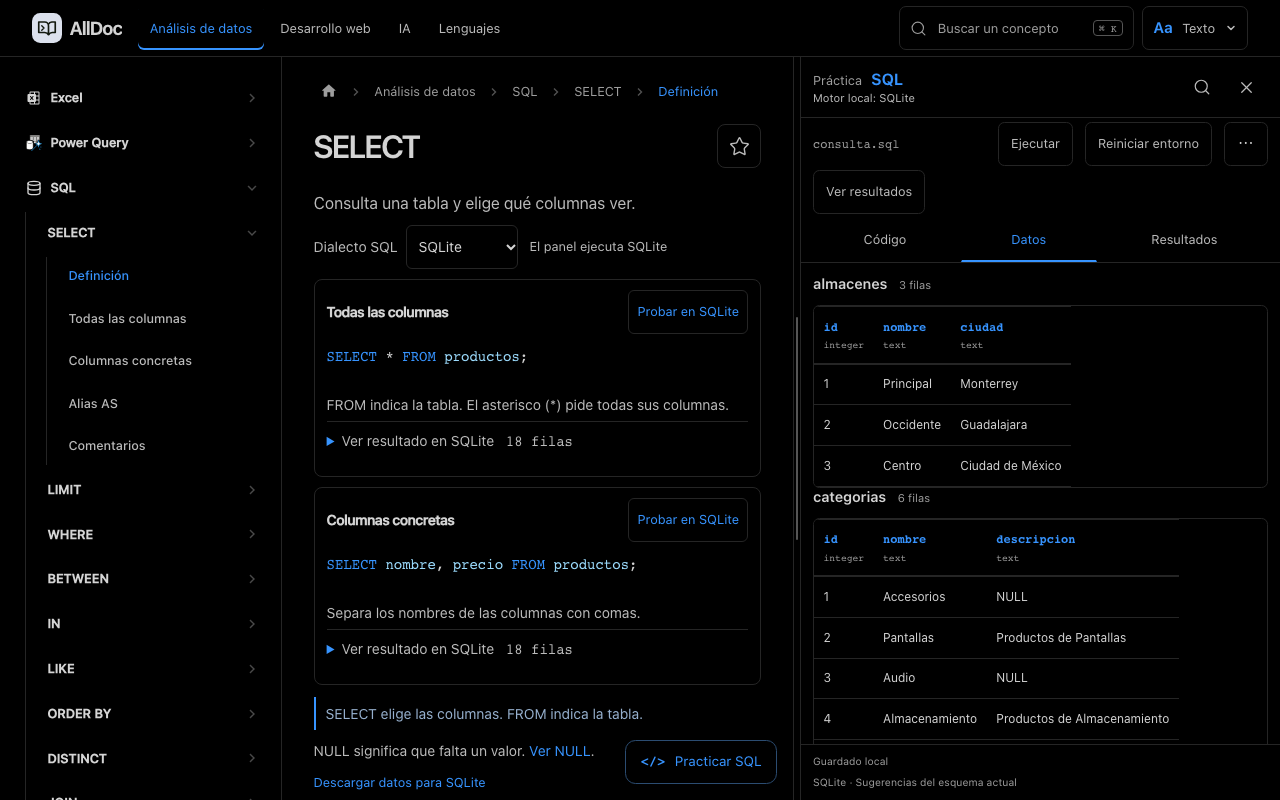 AllDoc
Análisis de datos
Desarrollo web
IA
Lenguajes
Buscar un concepto
⌘ K
Aa Texto
Excel
Power Query
SQL
SELECT
Definición
Todas las columnas
Columnas concretas
Alias AS
Comentarios
LIMIT
WHERE
BETWEEN
IN
LIKE
ORDER BY
DISTINCT
JOIN
Análisis de datos > SQL > SELECT > Definición
SELECT
Consulta una tabla y elige qué columnas ver.
Dialecto SQL SQLite El panel ejecuta SQLite
Todas las columnas Probar en SQLite
SELECT * FROM productos;
FROM indica la tabla. El asterisco (*) pide todas sus columnas.
Ver resultado en SQLite 18 filas
Columnas concretas Probar en SQLite
SELECT nombre, precio FROM productos;
Separa los nombres de las columnas con comas.
Ver resultado en SQLite 18 filas
SELECT elige las columnas. FROM indica la tabla.
NULL significa que falta un valor. Ver NULL.
</> Practicar SQL
Descargar datos para SQLite
Práctica SQL
Motor local: SQLite
consulta.sql Ejecutar Reiniciar entorno ...
Ver resultados
Código Datos Resultados
almacenes 3 filas
id nombre ciudad
integer text text
1 Principal Monterrey
2 Occidente Guadalajara
3 Centro Ciudad de México
categorias 6 filas
id nombre descripcion
integer text text
1 Accesorios NULL
2 Pantallas Productos de Pantallas
3 Audio NULL
4 Almacenamiento Productos de Almacenamiento
Guardado local
SQLite · Sugerencias del esquema actual